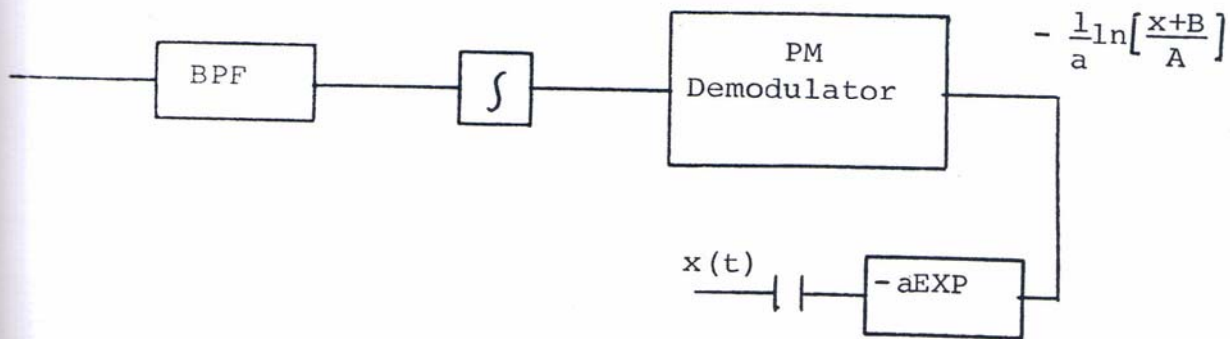 BPF
∫
PM
Demodulator
- 1/a ln[x+B/A]
x(t)
-aEXP